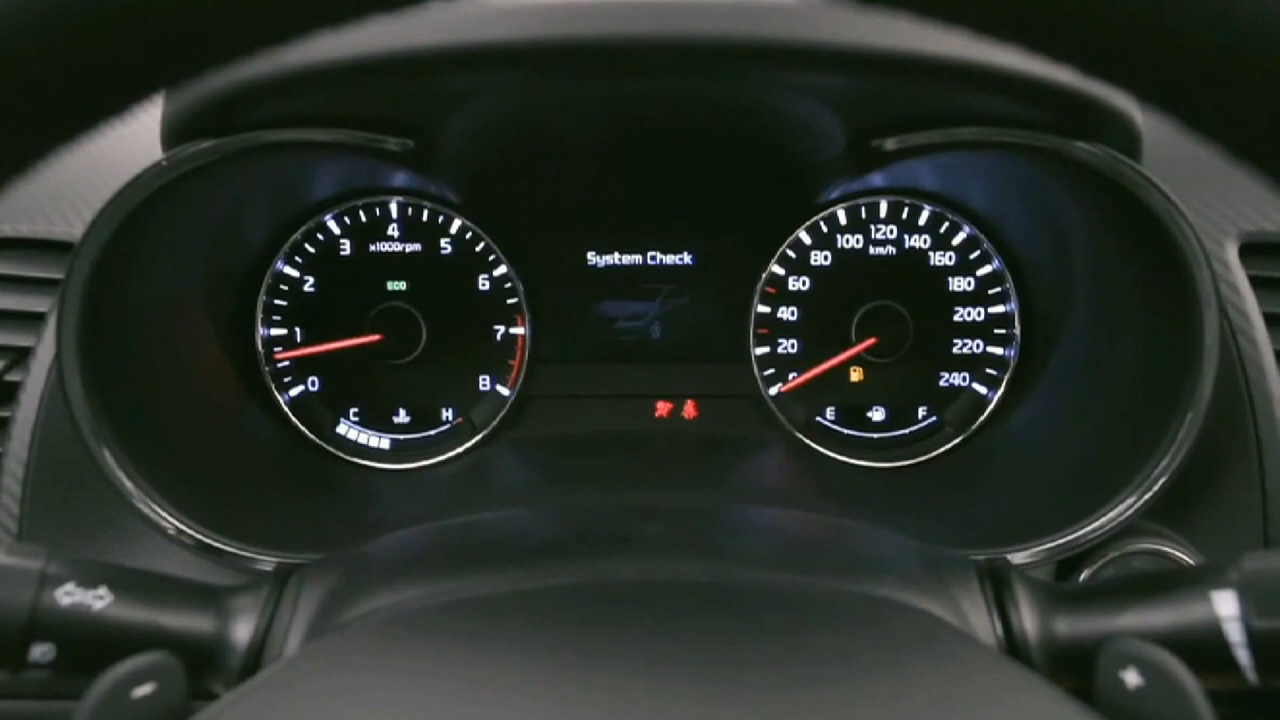 4
3 x1000rpm 5
2 ECO 6
1 7
0 8
C H
System Check
120
100 km/h 140
80 160
60 180
40 200
20 220
0 240
E F
- +